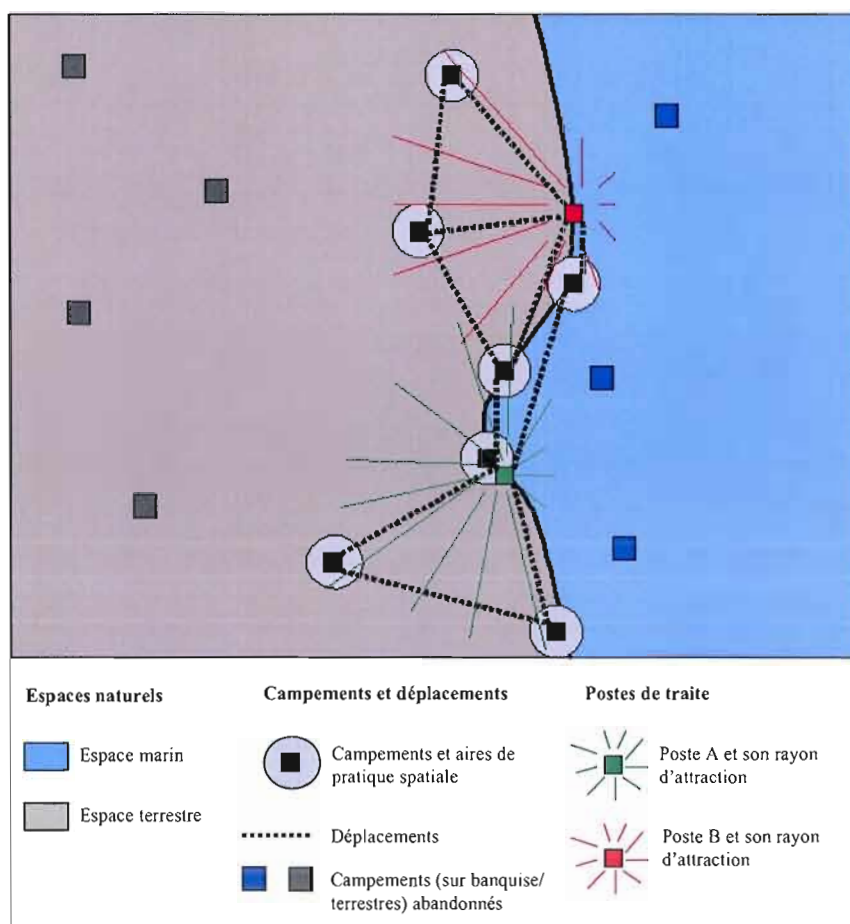 Espaces naturels
Espace marin
Espace terrestre
Campements et déplacements
Campements et aires de
pratique spatiale
Déplacements
Campements (sur banquise/
terrestres) abandonnés
Postes de traite
Poste A et son rayon
d'attraction
Poste B et son rayon
d'attraction